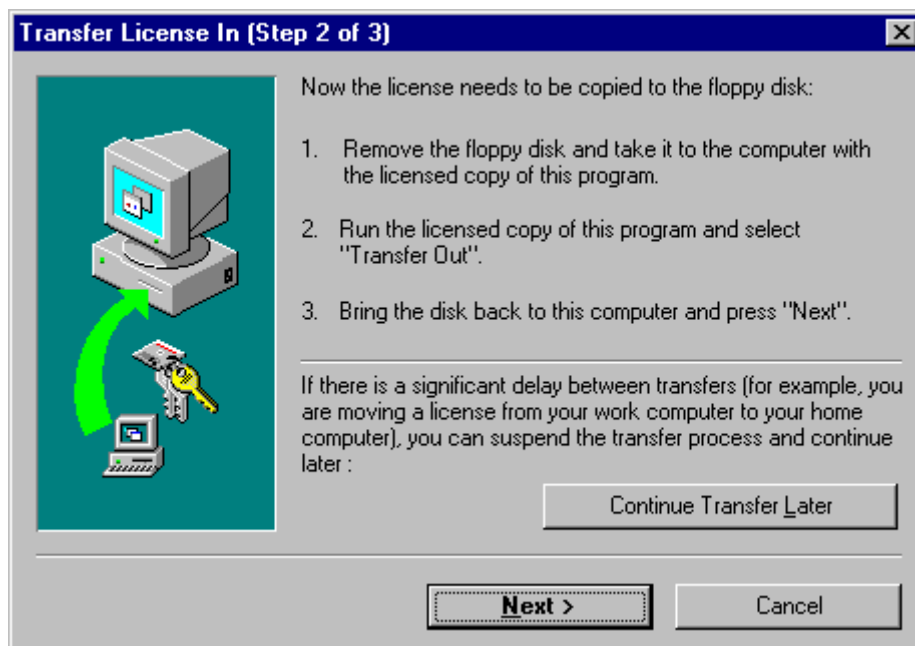 Transfer License In (Step 2 of 3)
Now the license needs to be copied to the floppy disk:
1. Remove the floppy disk and take it to the computer with
the licensed copy of this program.
2. Run the licensed copy of this program and select
"Transfer Out".
3. Bring the disk back to this computer and press "Next".
If there is a significant delay between transfers (for example, you
are moving a license from your work computer to your home
computer), you can suspend the transfer process and continue
later :
Continue Transfer Later
Next >
Cancel